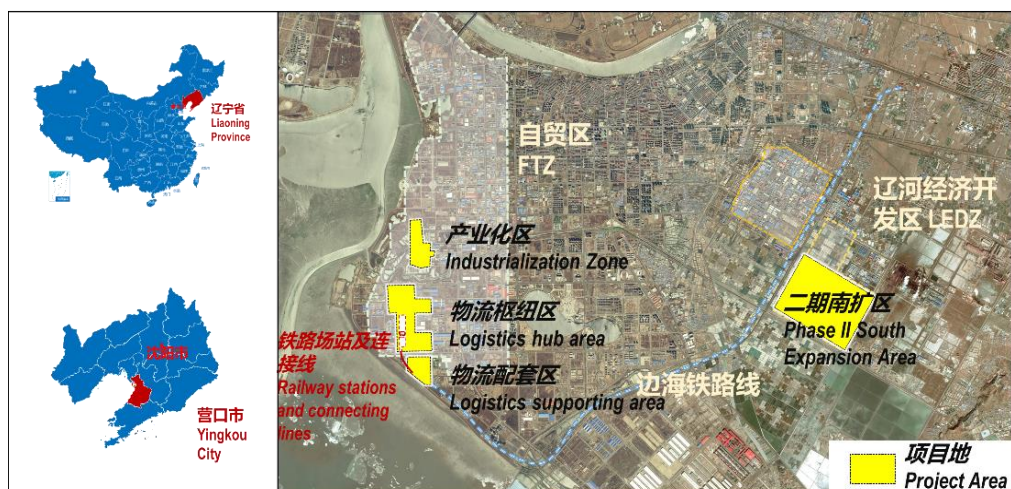 辽宁省
Liaoning
Province
沈阳市
营口市
Yingkou
City
自贸区
FTZ
辽河经济开
发区 LEDZ
产业化区
Industrialization Zone
物流枢纽区
Logistics hub area
铁路场站及连
接线
Railway stations
and connecting
lines
物流配套区
Logistics supporting area
二期南扩区
Phase II South
Expansion Area
边海铁路线
项目地
Project Area